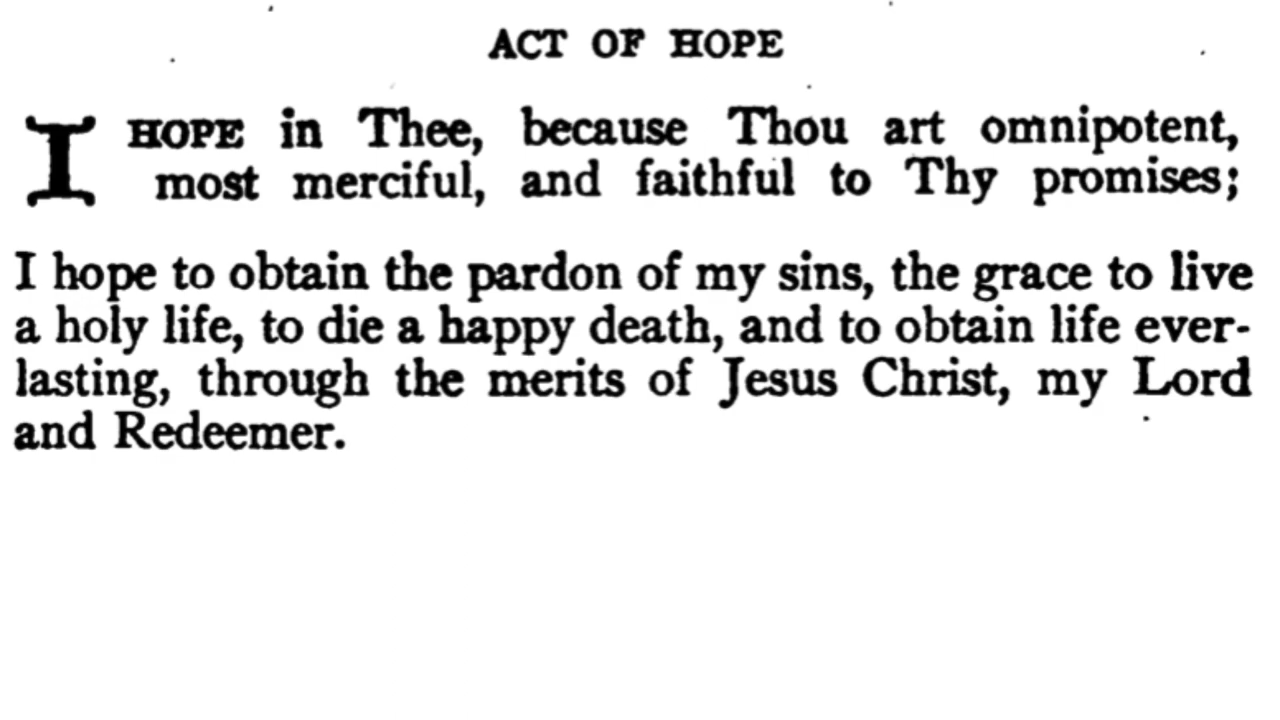 ACT OF HOPE
I HOPE in Thee, because Thou art omnipotent,
most merciful, and faithful to Thy promises;
I hope to obtain the pardon of my sins, the grace to live
a holy life, to die a happy death, and to obtain life ever-
lasting, through the merits of Jesus Christ, my Lord
and Redeemer.